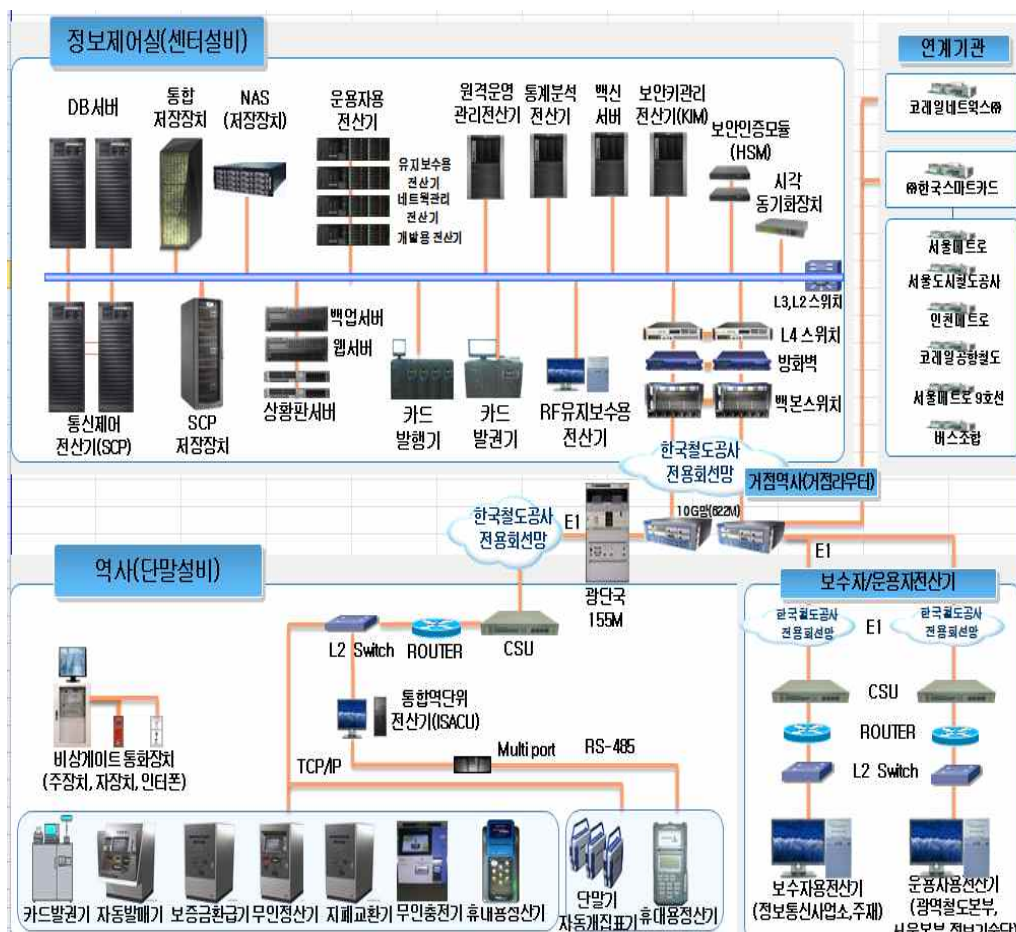 정보제어실(센터설비)
DB서버
통합
저장장치
NAS
(저장장치)
운용자용
전산기
유지보수용
전산기
네트웍관리
전산기
개발용 전산기
원격운영
관리전산기
통계분석
전산기
백신
서버
보안키관리
전산기(KIM)
보안인증모듈
(HSM)
시각
동기화장치
L3,L2스위치
L4스위치
방화벽
백본스위치
통신제어
전산기(SCP)
SCP
저장장치
백업서버
웹서버
상황판서버
카드
발행기
카드
발권기
RF유지보수용
전산기
연계기관
코레일네트웍스㈜
㈜한국스마트카드
서울메트로
서울도시철도공사
인천메트로
코레일공항철도
서울메트로 9호선
버스조합
한국철도공사
전용회선망
거점역사(거점라우터)
10G망(622M)
한국철도공사
전용회선망
E1
광단국
155M
E1
역사(단말설비)
L2 Switch
ROUTER
CSU
통합역단위
전산기(ISACU)
비상게이트통화장치
(주장치, 자장치, 인터폰)
TCP/IP
Multi port
RS-485
카드발권기
자동발매기
보증금환급기
무인정산기
지폐교환기
무인충전기
휴대용정산기
단말기
자동개집표기
휴대용정산기
보수자/운용자전산기
한국철도공사
전용회선망
E1
한국철도공사
전용회선망
CSU
ROUTER
L2 Switch
보수자용전산기
(정보통신사업소,주재)
운용자용전산기
(광역철도본부,